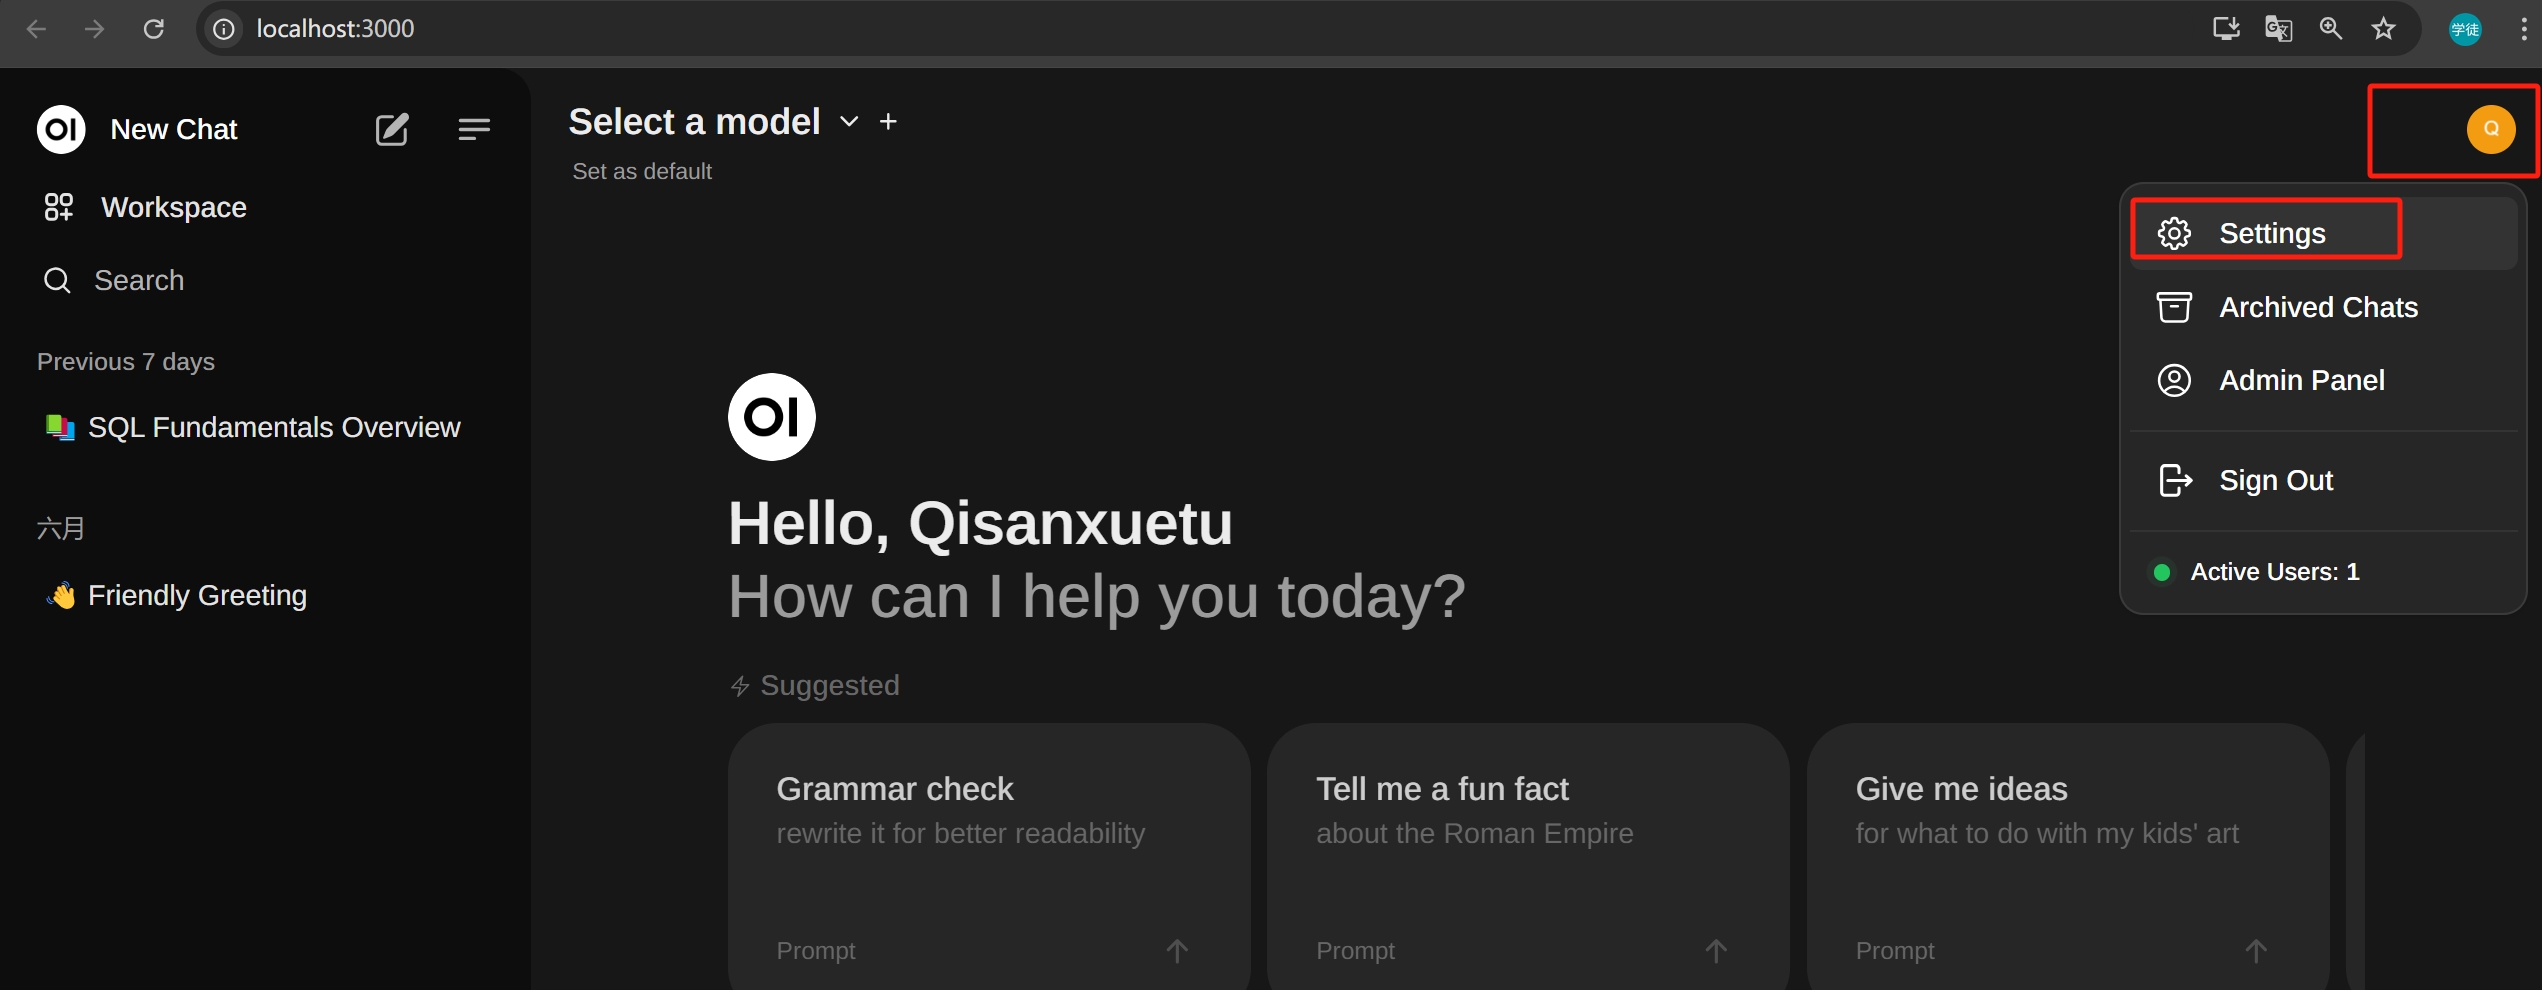 localhost:3000
学徒
OI
New Chat
Workspace
Search
Previous 7 days
SQL Fundamentals Overview
六月
Friendly Greeting
Select a model
Set as default
Q
Settings
Archived Chats
Admin Panel
Sign Out
Active Users: 1
OI
Hello, Qisanxuetu
How can I help you today?
Suggested
Grammar check
rewrite it for better readability
Prompt
Tell me a fun fact
about the Roman Empire
Prompt
Give me ideas
for what to do with my kids' art
Prompt